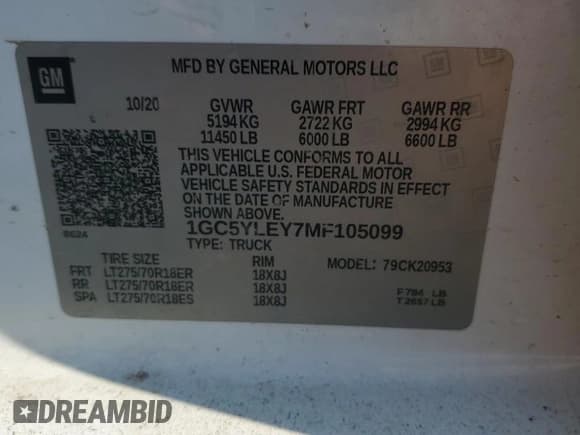 GM
MFD BY GENERAL MOTORS LLC
10/20 GVWR GAWR FRT GAWR RR
5194 KG 2722 KG 2994 KG
11450 LB 6000 LB 6600 LB
THIS VEHICLE CONFORMS TO ALL
APPLICABLE U.S. FEDERAL MOTOR
VEHICLE SAFETY STANDARDS IN EFFECT
ON THE DATE OF MANUFACTURE
SHOWN ABOVE.
1GC5YLEY7MF105099
TYPE: TRUCK
TIRE SIZE RIM MODEL: 79CK20953
FRT LT275/70R18ER 18X8J
RR LT275/70R18ER 18X8J F 784 LB
SPA LT275/70R18ES 18X8J
DREAMBID